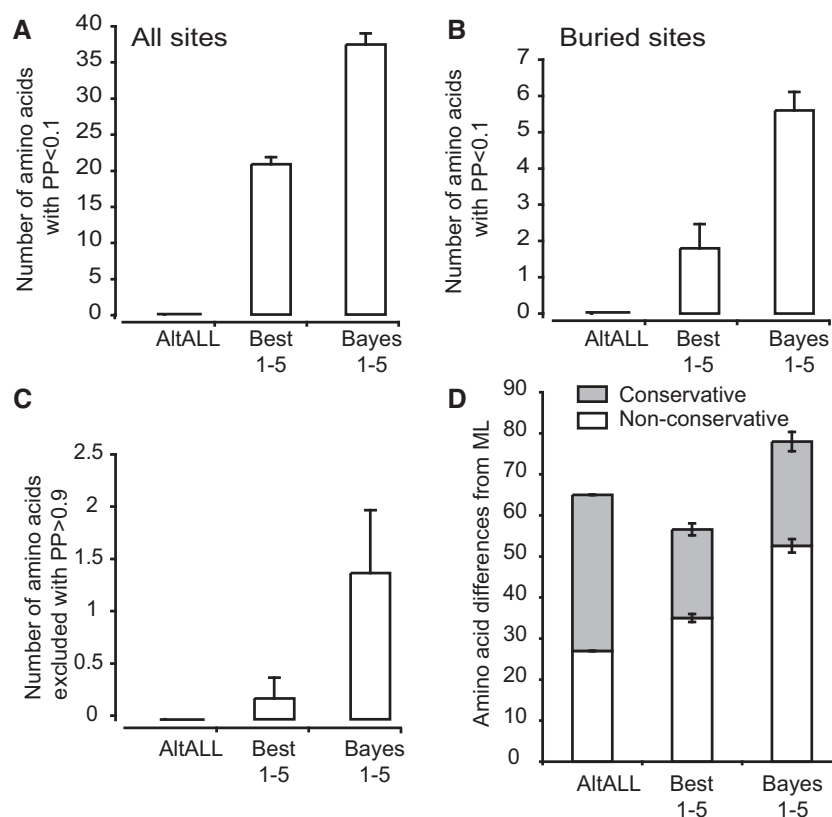 A
All sites
Number of amino acids
with PP<0.1
40
35
30
25
20
15
10
5
0
AltALL
Best
1-5
Bayes
1-5
B
Buried sites
Number of amino acids
with PP<0.1
7
6
5
4
3
2
1
0
AltALL
Best
1-5
Bayes
1-5
C
Number of amino acids
excluded with PP>0.9
2.5
2
1.5
1
0.5
0
AltALL
Best
1-5
Bayes
1-5
D
Conservative
Non-conservative
Amino acid differences from ML
90
80
70
60
50
40
30
20
10
0
AltALL
Best
1-5
Bayes
1-5